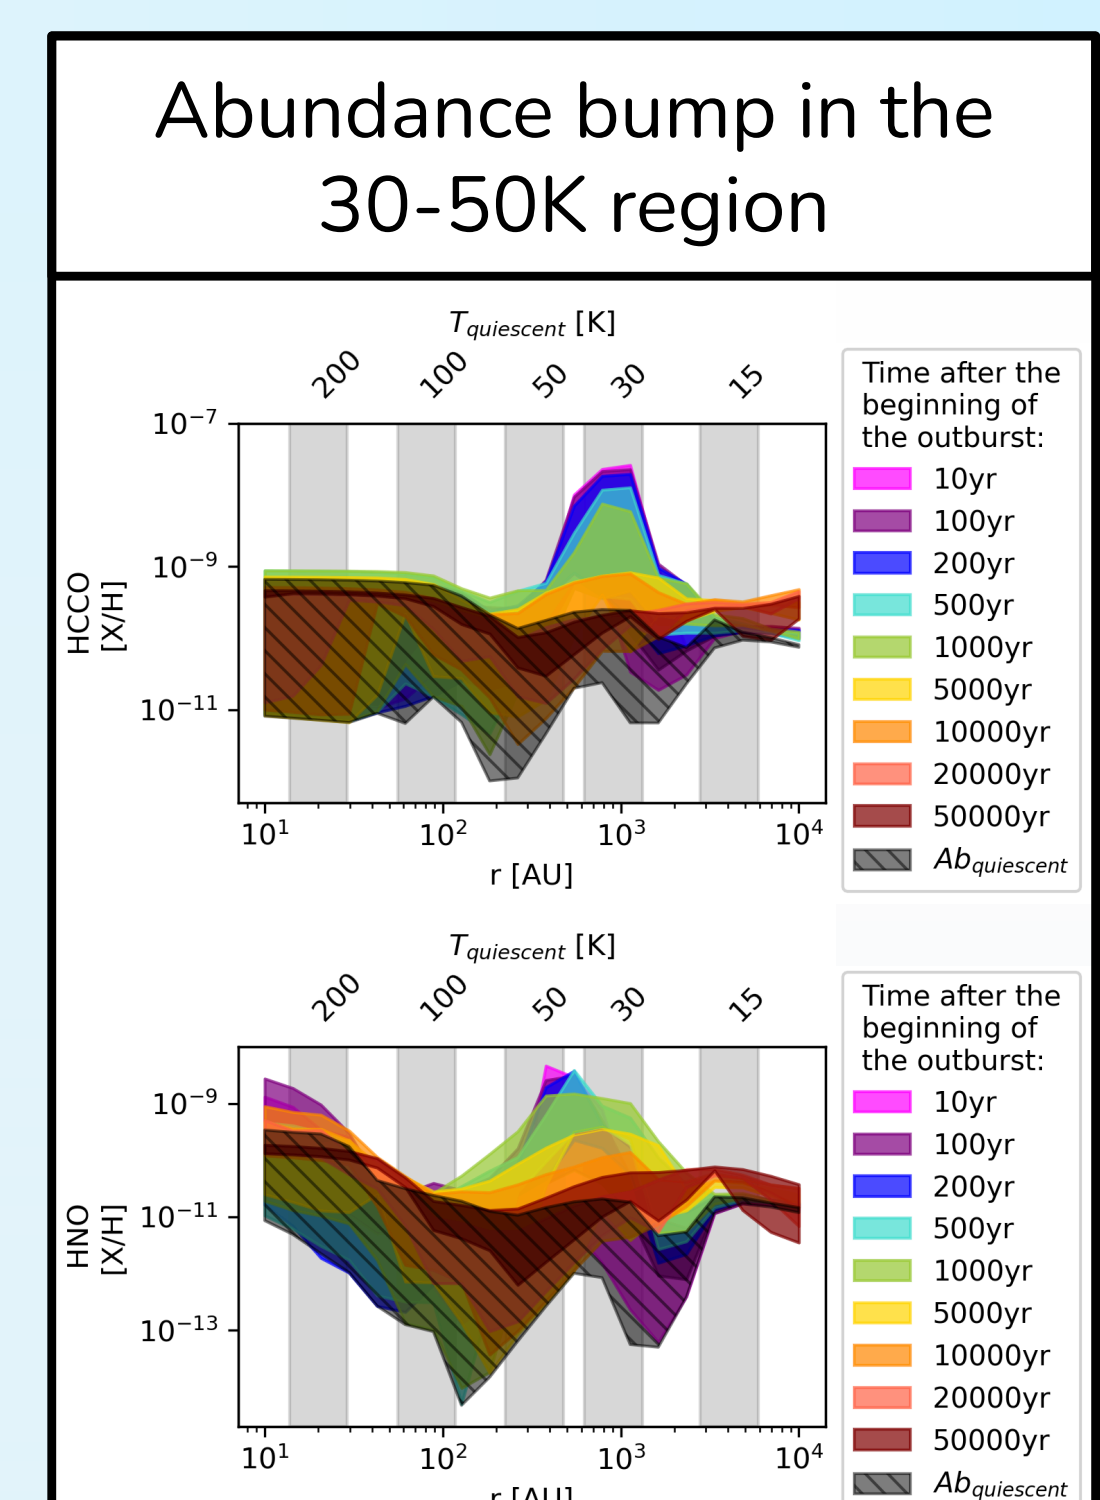 Abundance bump in the
30-50K region
T_quiescent [K]
200 100 50 30 15
10^-7
10^-9
10^-11
HCCO
[X/H]
10^1 10^2 10^3 10^4
r [AU]
Time after the
beginning of
the outburst:
10yr
100yr
200yr
500yr
1000yr
5000yr
10000yr
20000yr
50000yr
Ab_quiescent
T_quiescent [K]
200 100 50 30 15
10^-9
10^-11
10^-13
HNO
[X/H]
10^1 10^2 10^3 10^4
r [AU]
Time after the
beginning of
the outburst:
10yr
100yr
200yr
500yr
1000yr
5000yr
10000yr
20000yr
50000yr
Ab_quiescent